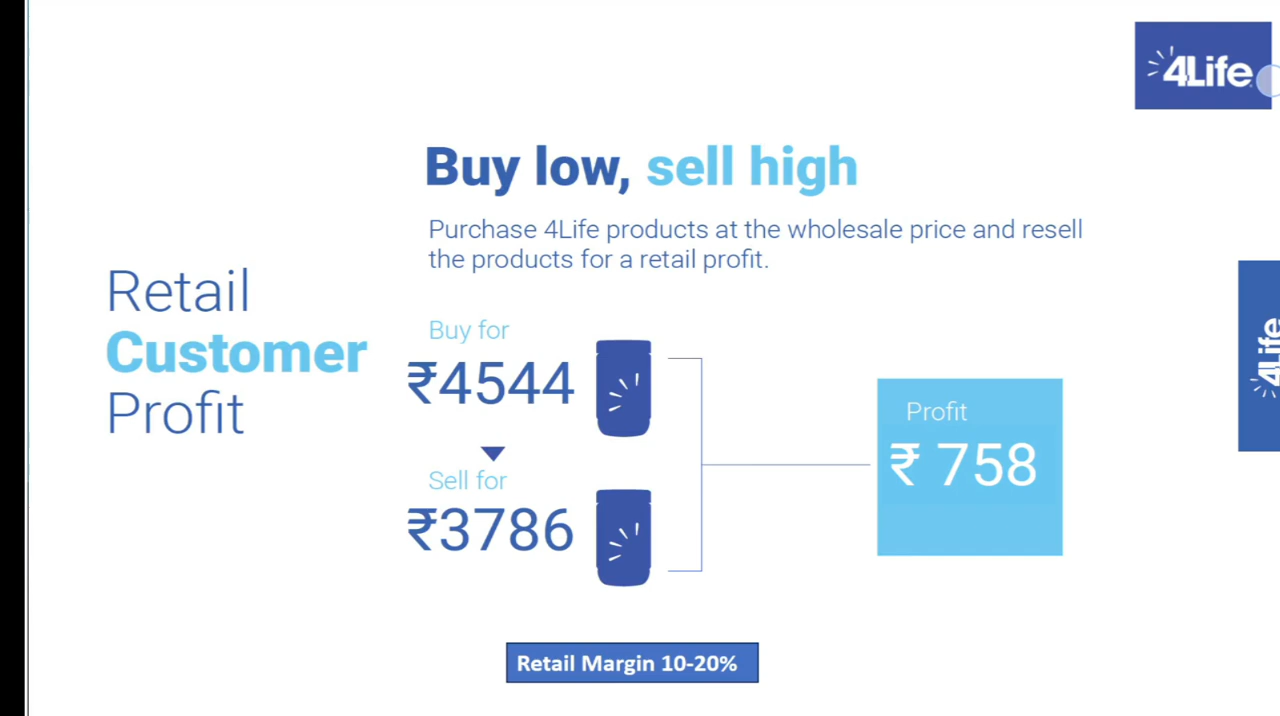 4Life
Buy low, sell high
Purchase 4Life products at the wholesale price and resell
the products for a retail profit.
Retail
Customer
Profit
Buy for
₹4544
Sell for
₹3786
Profit
₹ 758
4Life
Retail Margin 10-20%